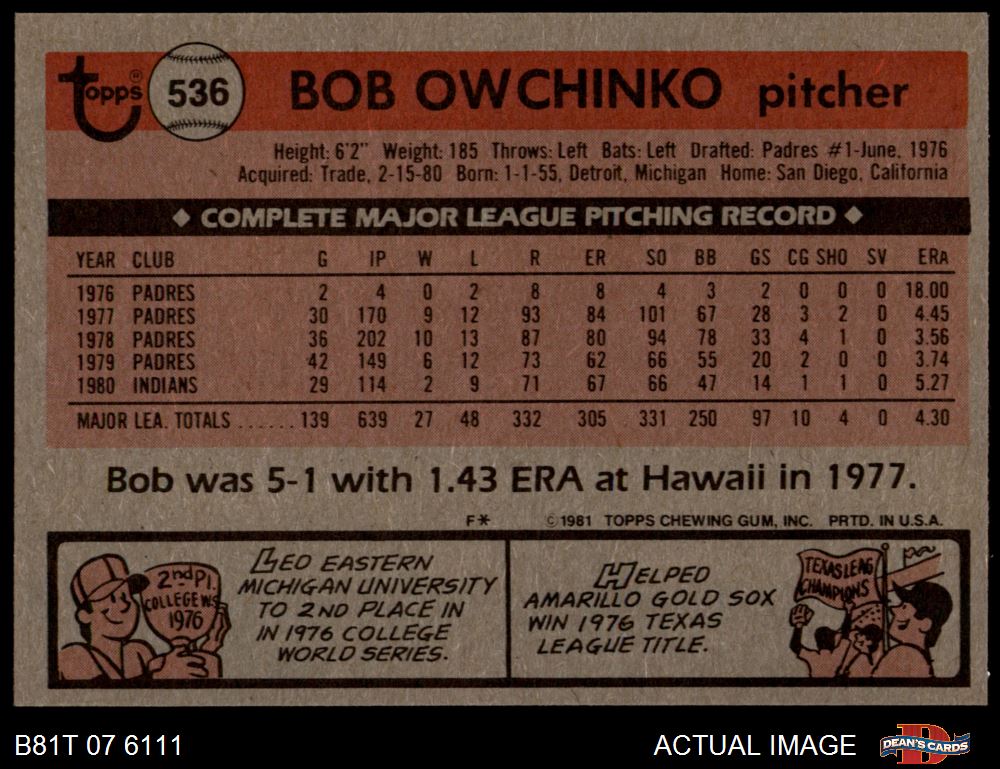 Topps® 536 BOB OWCHINKO pitcher
Height: 6'2" Weight: 185 Throws: Left Bats: Left Drafted: Padres #1-June, 1976
Acquired: Trade, 2-15-80 Born: 1-1-55, Detroit, Michigan Home: San Diego, California
◆ COMPLETE MAJOR LEAGUE PITCHING RECORD ◆
YEAR CLUB G IP W L R ER SO BB GS CG SHO SV ERA
1976 PADRES 2 4 0 2 8 8 4 3 2 0 0 0 18.00
1977 PADRES 30 170 9 12 93 84 101 67 28 3 2 0 4.45
1978 PADRES 36 202 10 13 87 80 94 78 33 4 1 0 3.56
1979 PADRES 42 149 6 12 73 62 66 55 20 2 0 0 3.74
1980 INDIANS 29 114 2 9 71 67 66 47 14 1 1 0 5.27
MAJOR LEA. TOTALS ...... 139 639 27 48 332 305 331 250 97 10 4 0 4.30
Bob was 5-1 with 1.43 ERA at Hawaii in 1977.
F* © 1981 TOPPS CHEWING GUM, INC. PRTD. IN U.S.A.
2nd Pl.
COLLEGE WS
1976
LED EASTERN
MICHIGAN UNIVERSITY
TO 2ND PLACE IN
IN 1976 COLLEGE
WORLD SERIES.
HELPED
AMARILLO GOLD SOX
WIN 1976 TEXAS
LEAGUE TITLE.
TEXAS LEAG
CHAMPIONS
B81T 07 6111 ACTUAL IMAGE DEAN'S CARDS